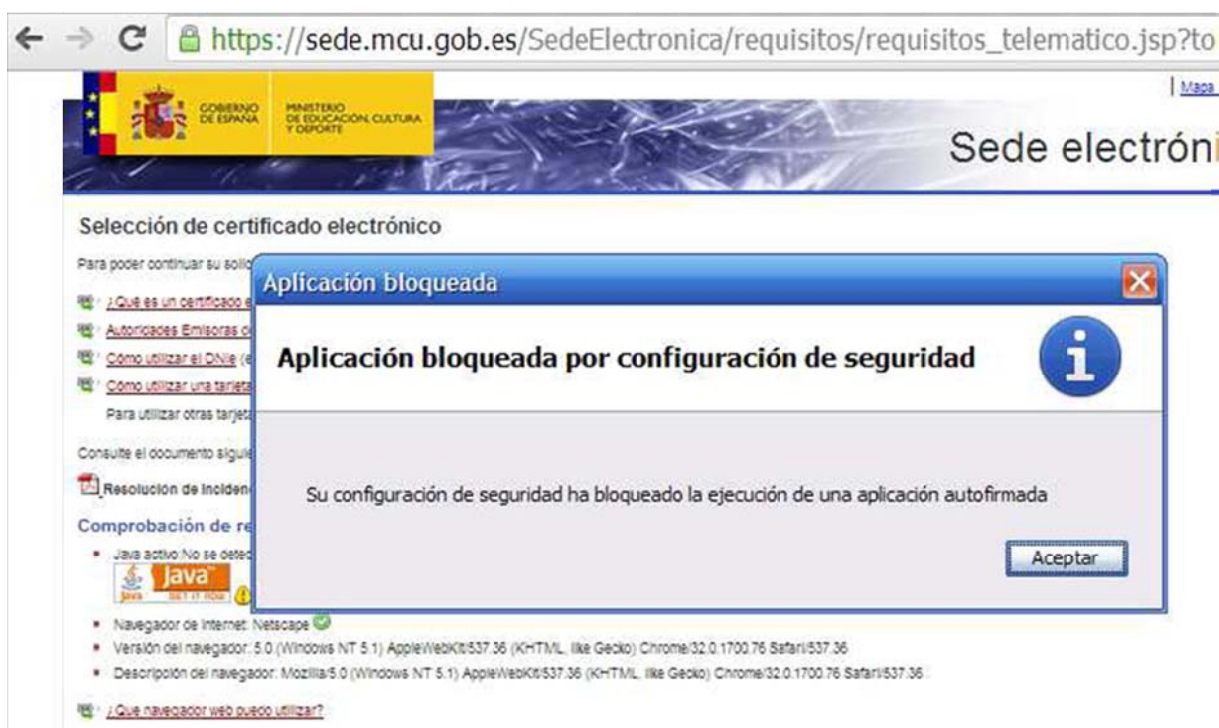 https://sede.mcu.gob.es/SedeElectronica/requisitos/requisitos_telematico.jsp?to
Mapa
GOBIERNO
DE ESPAÑA
MINISTERIO
DE EDUCACIÓN, CULTURA
Y DEPORTE
Sede electróni
Selección de certificado electrónico
Para poder continuar su solic
¿Qué es un certificado e
Autoridades Emisoras d
Cómo utilizar el DNIe (e
Cómo utilizar una tarjeta
Para utilizar otras tarjeta
Consulte el documento siguie
Resolución de Inciden
Comprobación de re
Java activo:No se detec
Java
Java
GET IT NOW
Navegador de Internet: Netscape
Versión del navegador: 5.0 (Windows NT 5.1) AppleWebKit/537.36 (KHTML, like Gecko) Chrome/32.0.1700.76 Safari/537.36
Descripción del navegador: Mozilla/5.0 (Windows NT 5.1) AppleWebKit/537.36 (KHTML, like Gecko) Chrome/32.0.1700.76 Safari/537.36
¿Que navegador web puedo utilizar?
Aplicación bloqueada
Aplicación bloqueada por configuración de seguridad
Su configuración de seguridad ha bloqueado la ejecución de una aplicación autofirmada
Aceptar